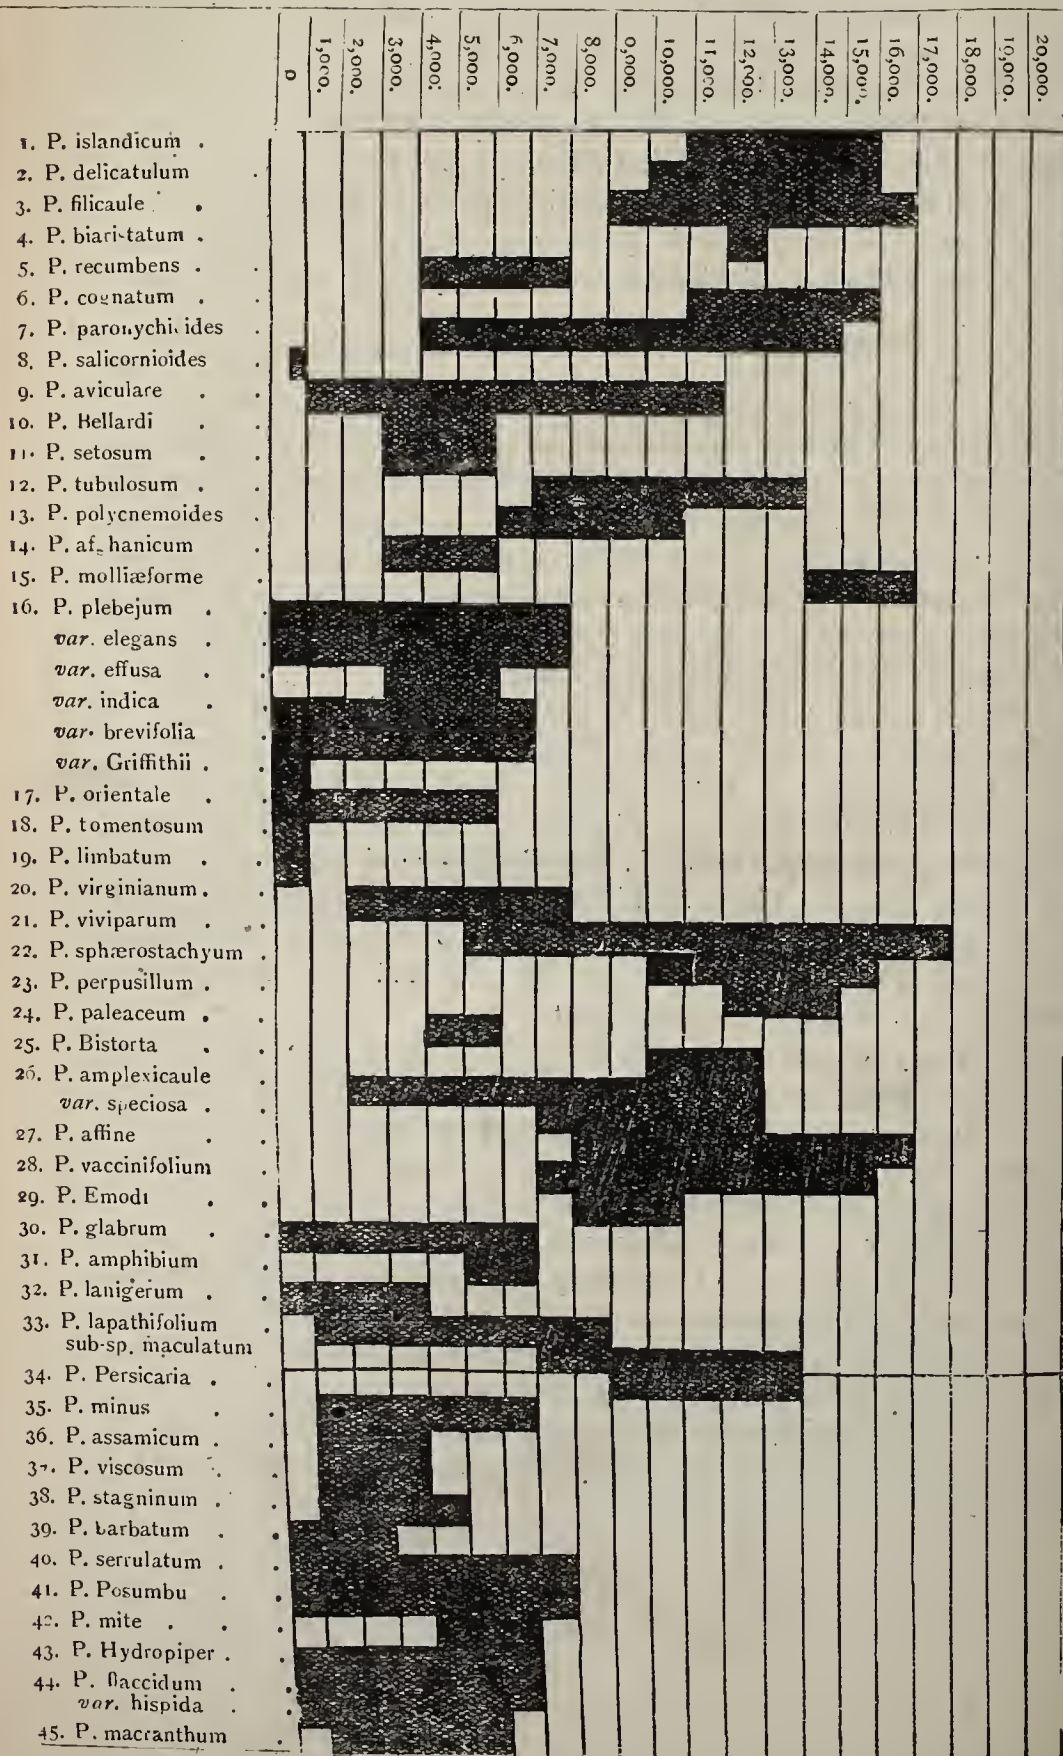 0
1,000.
2,000.
3,000.
4,000.
5,000.
6,000.
7,000.
8,000.
9,000.
10,000.
11,000.
12,000.
13,000.
14,000.
15,000.
16,000.
17,000.
18,000.
19,000.
20,000.
1. P. islandicum .
2. P. delicatulum .
3. P. filicaule .
4. P. biaristatum .
5. P. recumbens . .
6. P. cognatum . .
7. P. paronychioides .
8. P. salicornioides .
9. P. aviculare . .
10. P. Bellardi . .
11. P. setosum . .
12. P. tubulosum . .
13. P. polycnemoides .
14. P. afghanicum .
15. P. molliæforme .
16. P. plebejum . .
var. elegans . .
var. effusa . .
var. indica . .
var. brevifolia .
var. Griffithii . .
17. P. orientale . .
18. P. tomentosum .
19. P. limbatum . .
20. P. virginianum . .
21. P. viviparum . .
22. P. sphærostachyum .
23. P. perpusillum . .
24. P. paleaceum . .
25. P. Bistorta . .
26. P. amplexicaule .
var. speciosa . .
27. P. affine . .
28. P. vaccinifolium .
29. P. Emodi . .
30. P. glabrum . .
31. P. amphibium .
32. P. lanigerum . .
33. P. lapathifolium .
sub-sp. maculatum
34. P. Persicaria . .
35. P. minus . .
36. P. assamicum . .
37. P. viscosum . .
38. P. stagninum . .
39. P. barbatum . .
40. P. serrulatum . .
41. P. Posumbu . .
42. P. mite . . .
43. P. Hydropiper . .
44. P. flaccidum .
var. hispida . .
45. P. macranthum .